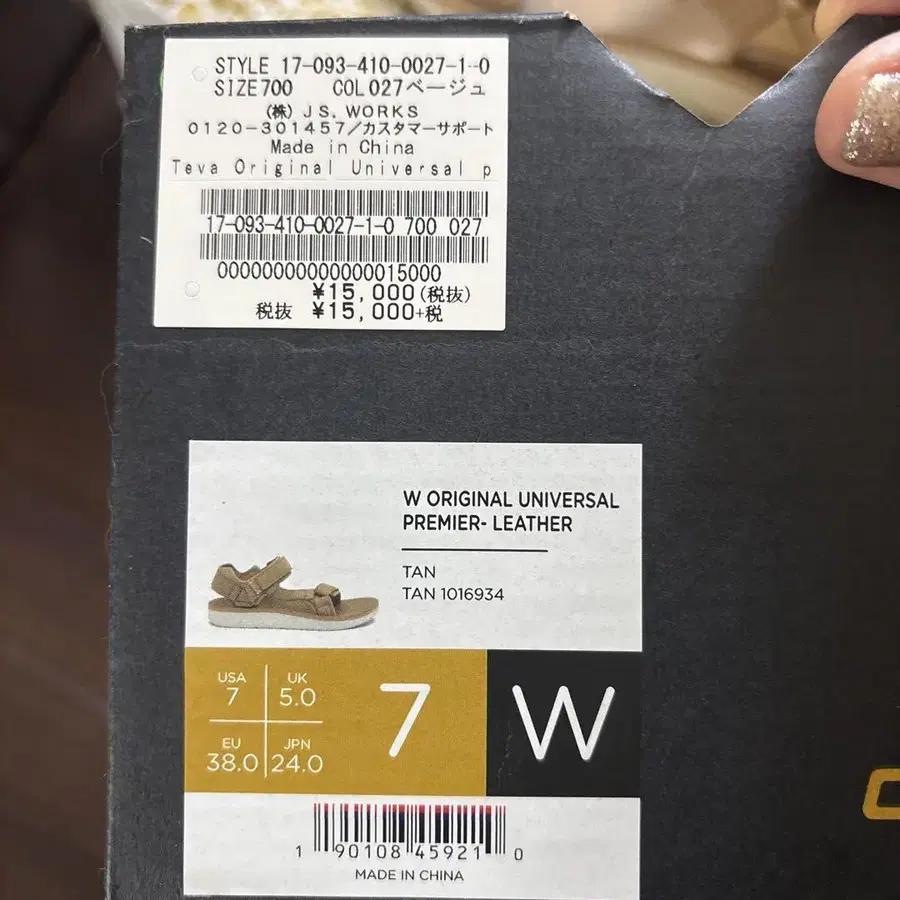 STYLE 17-093-410-0027-1-0
SIZE700 COL027ベージュ
(株)JS.WORKS
0120-301457/カスタマーサポート
Made in China
Teva Original Universal p
17-093-410-0027-1-0 700 027
00000000000000015000
¥15,000(税抜)
税抜 ¥15,000+税
W ORIGINAL UNIVERSAL
PREMIER- LEATHER
TAN
TAN 1016934
USA
7
UK
5.0
EU
38.0
JPN
24.0
7
W
1 90108 45921 0
MADE IN CHINA